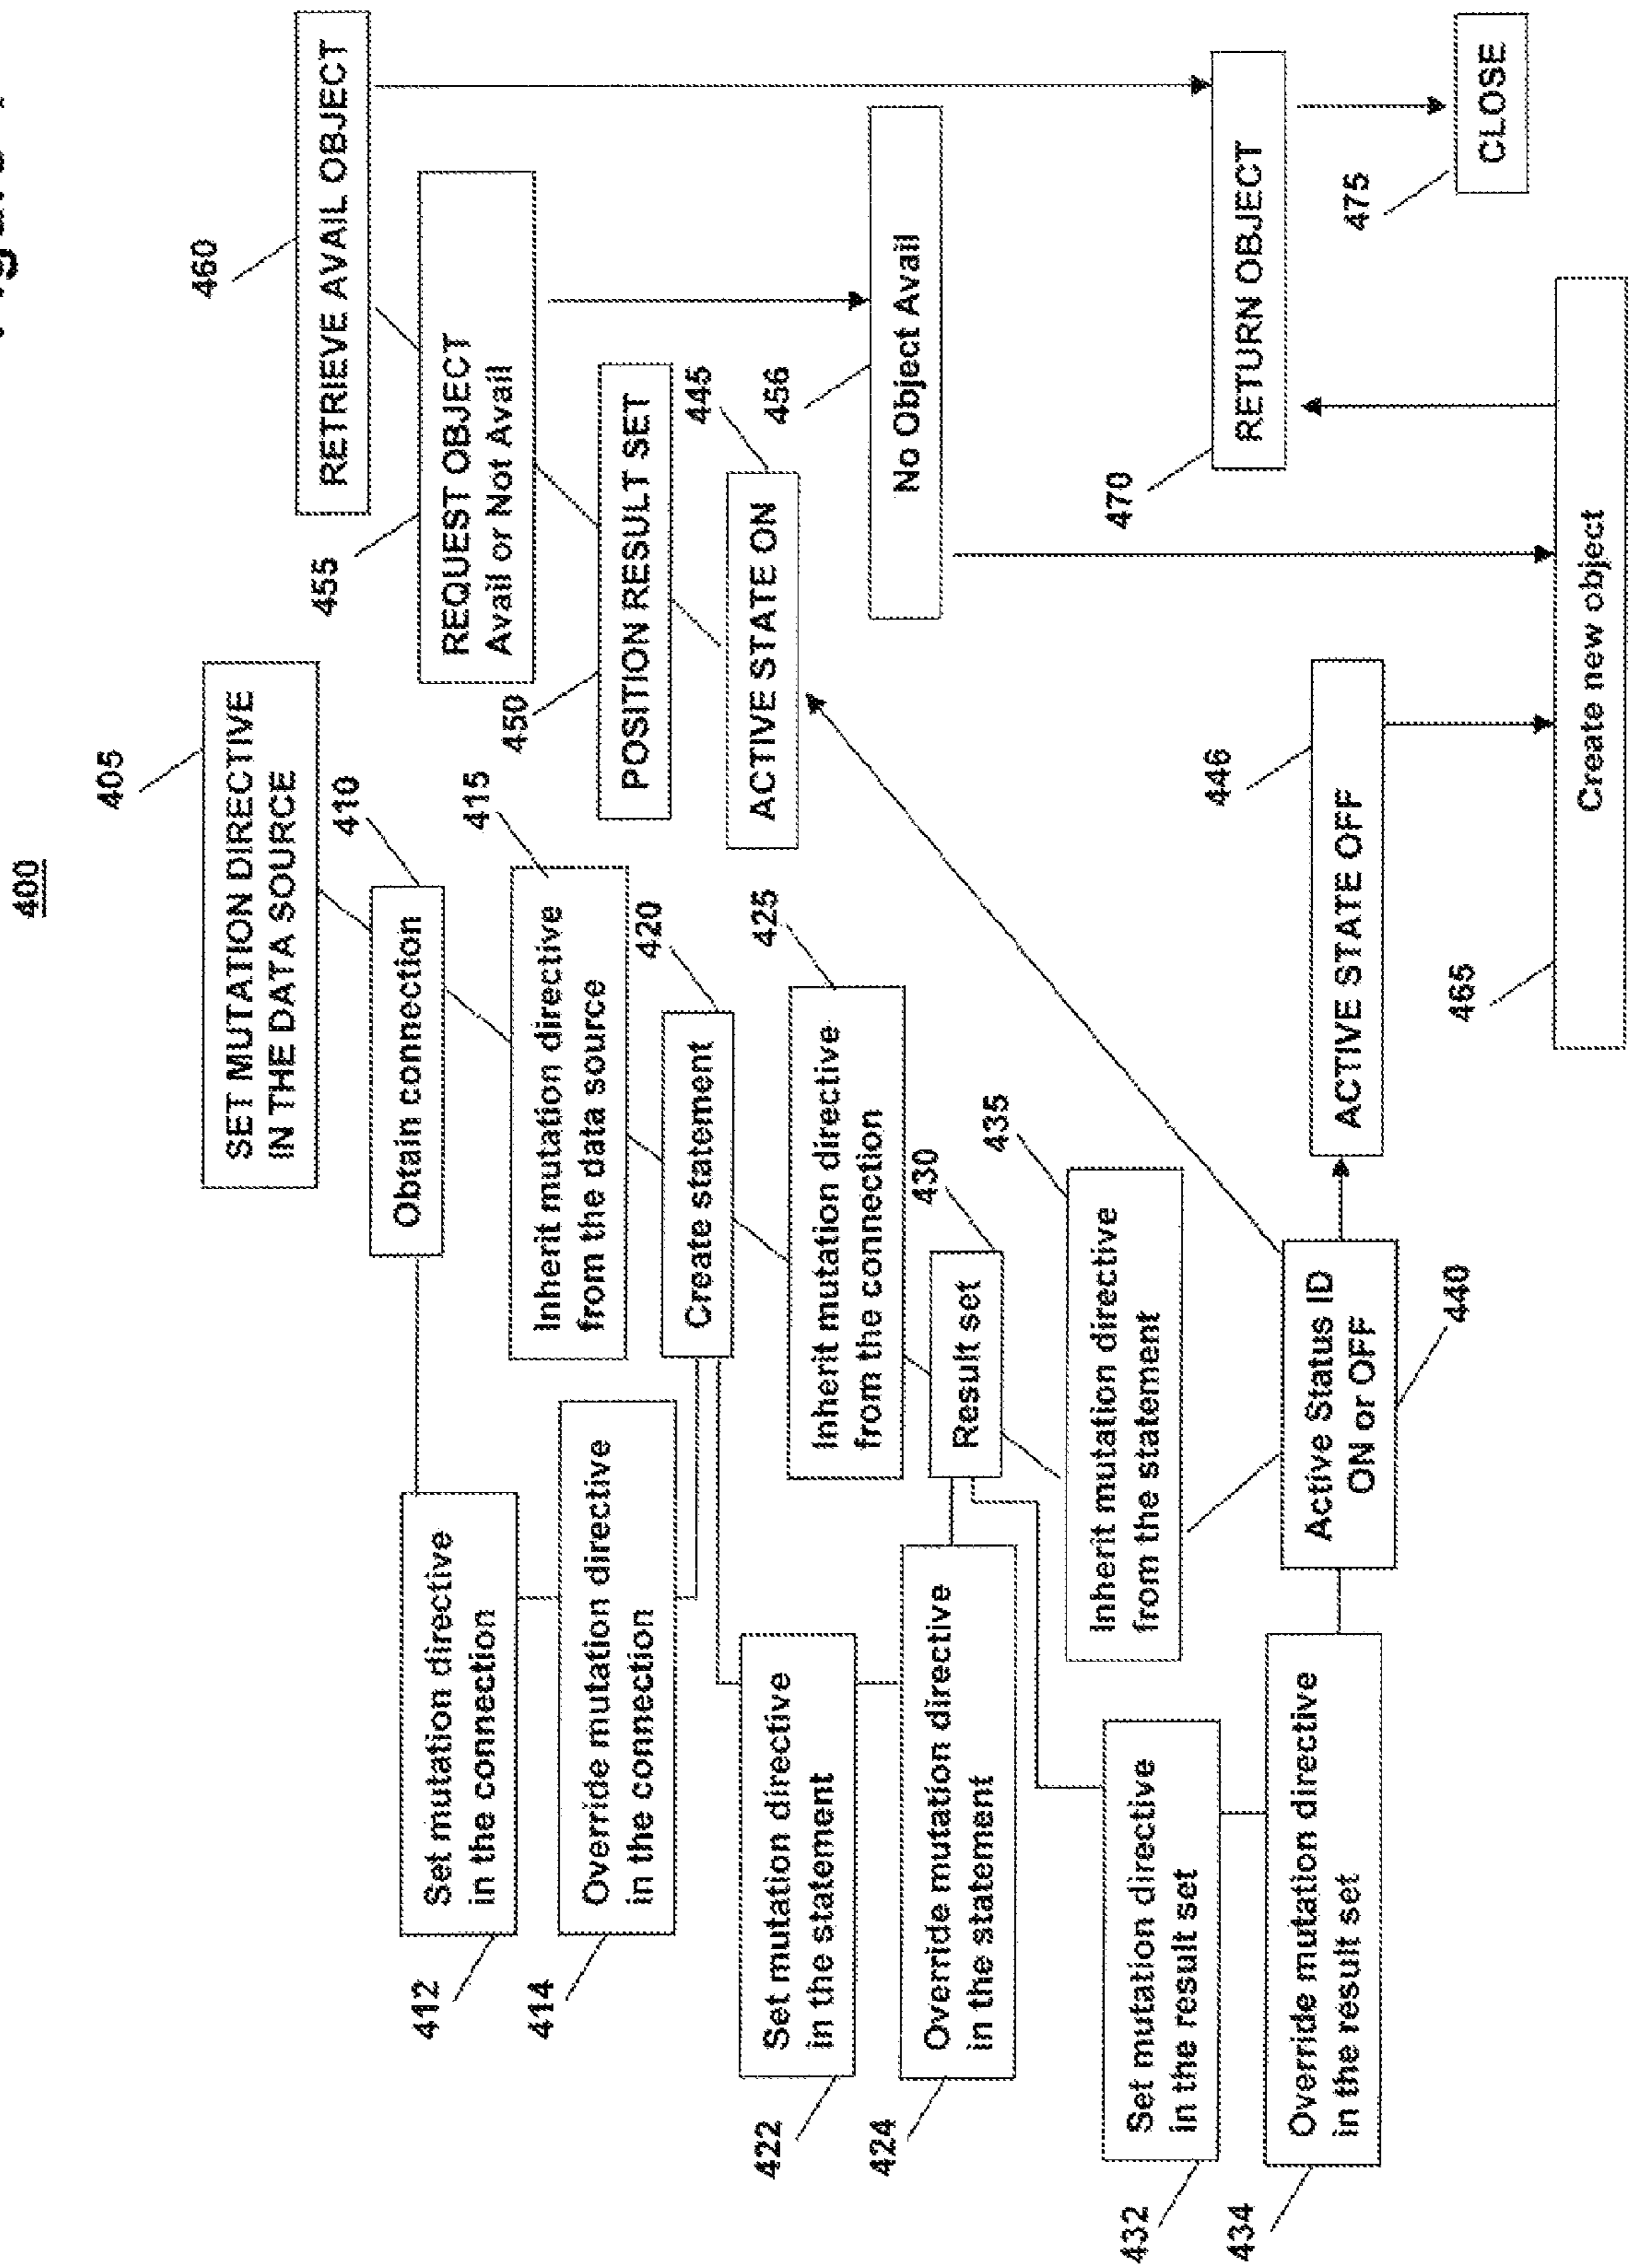 400
405
SET MUTATION DIRECTIVE
IN THE DATA SOURCE
410
Obtain connection
412
Set mutation directive
in the connection
414
Override mutation directive
in the connection
415
Inherit mutation directive
from the data source
420
Create statement
422
Set mutation directive
in the statement
424
Override mutation directive
in the statement
425
Inherit mutation directive
from the connection
430
Result set
432
Set mutation directive
in the result set
434
Override mutation directive
in the result set
435
Inherit mutation directive
from the statement
440
Active Status ID
ON or OFF
445
ACTIVE STATE ON
446
ACTIVE STATE OFF
450
POSITION RESULT SET
455
REQUEST OBJECT
Avail or Not Avail
456
No Object Avail
460
RETRIEVE AVAIL OBJECT
465
Create new object
470
RETURN OBJECT
475
CLOSE